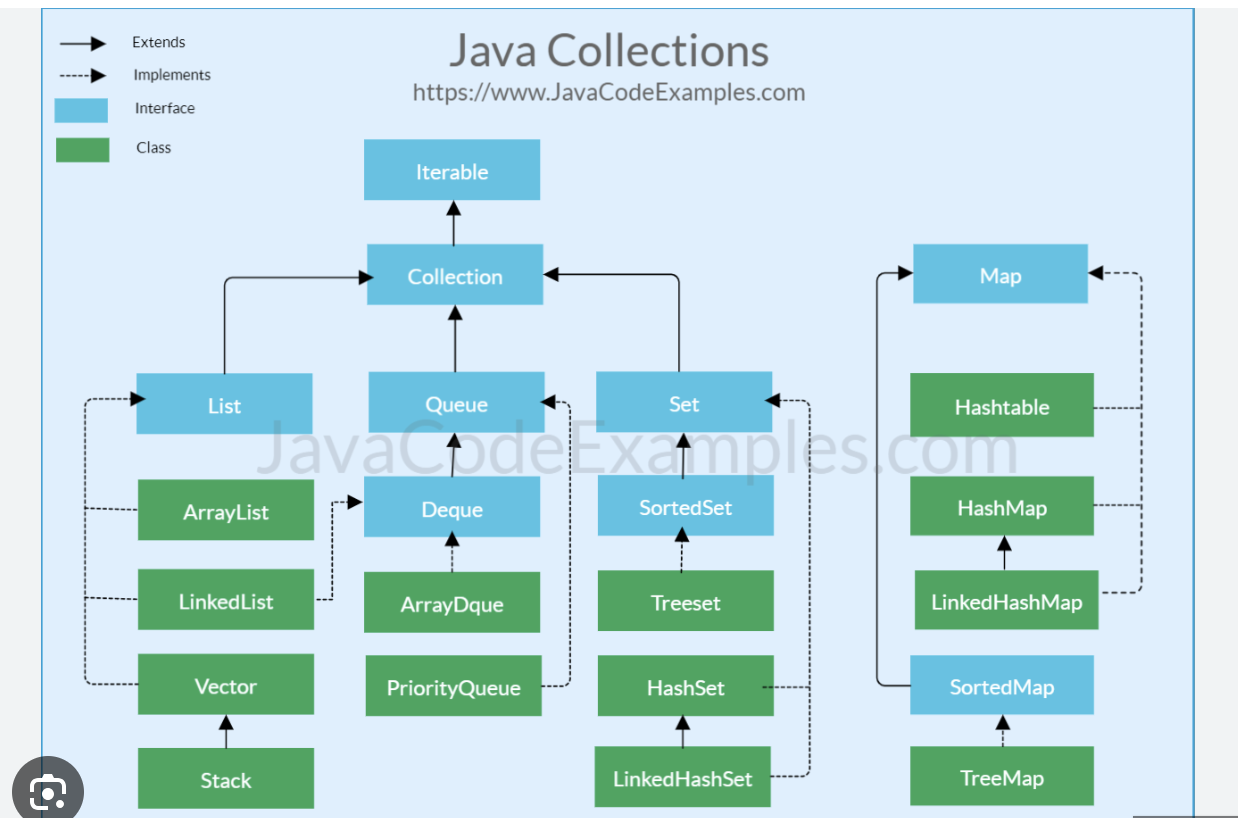 Extends
Implements
Interface
Class
Java Collections
https://www.JavaCodeExamples.com
Iterable
Collection
Map
List
Queue
Set
Hashtable
JavaCodeExamples.com
ArrayList
Deque
SortedSet
HashMap
LinkedList
ArrayDque
Treeset
LinkedHashMap
Vector
PriorityQueue
HashSet
SortedMap
Stack
LinkedHashSet
TreeMap